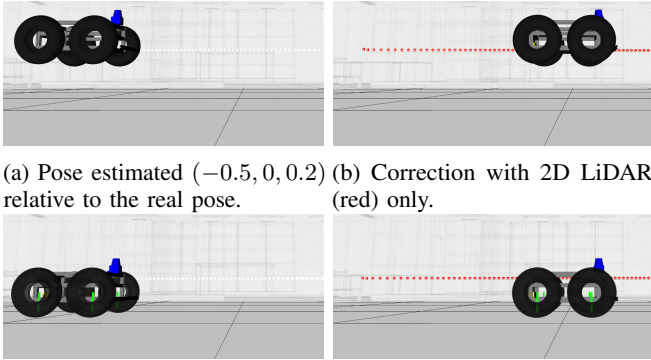 (a) Pose estimated (−0.5, 0, 0.2)
relative to the real pose.
(b) Correction with 2D LiDAR
(red) only.